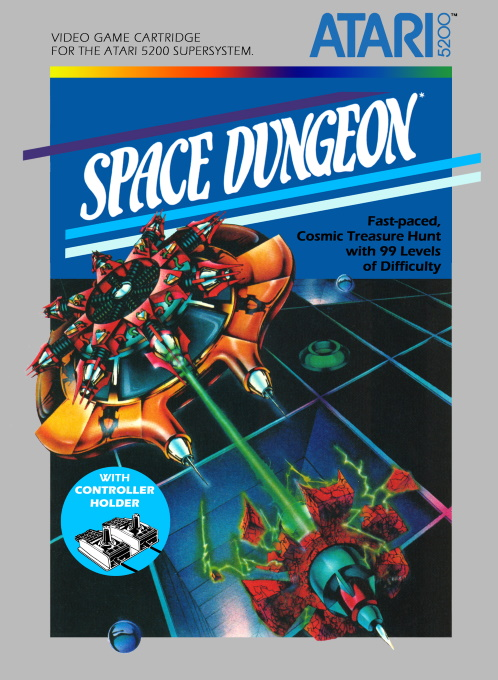 VIDEO GAME CARTRIDGE
FOR THE ATARI 5200 SUPERSYSTEM.
ATARI™
5200
SPACE DUNGEON*
Fast-paced,
Cosmic Treasure Hunt
with 99 Levels
of Difficulty
WITH
CONTROLLER
HOLDER